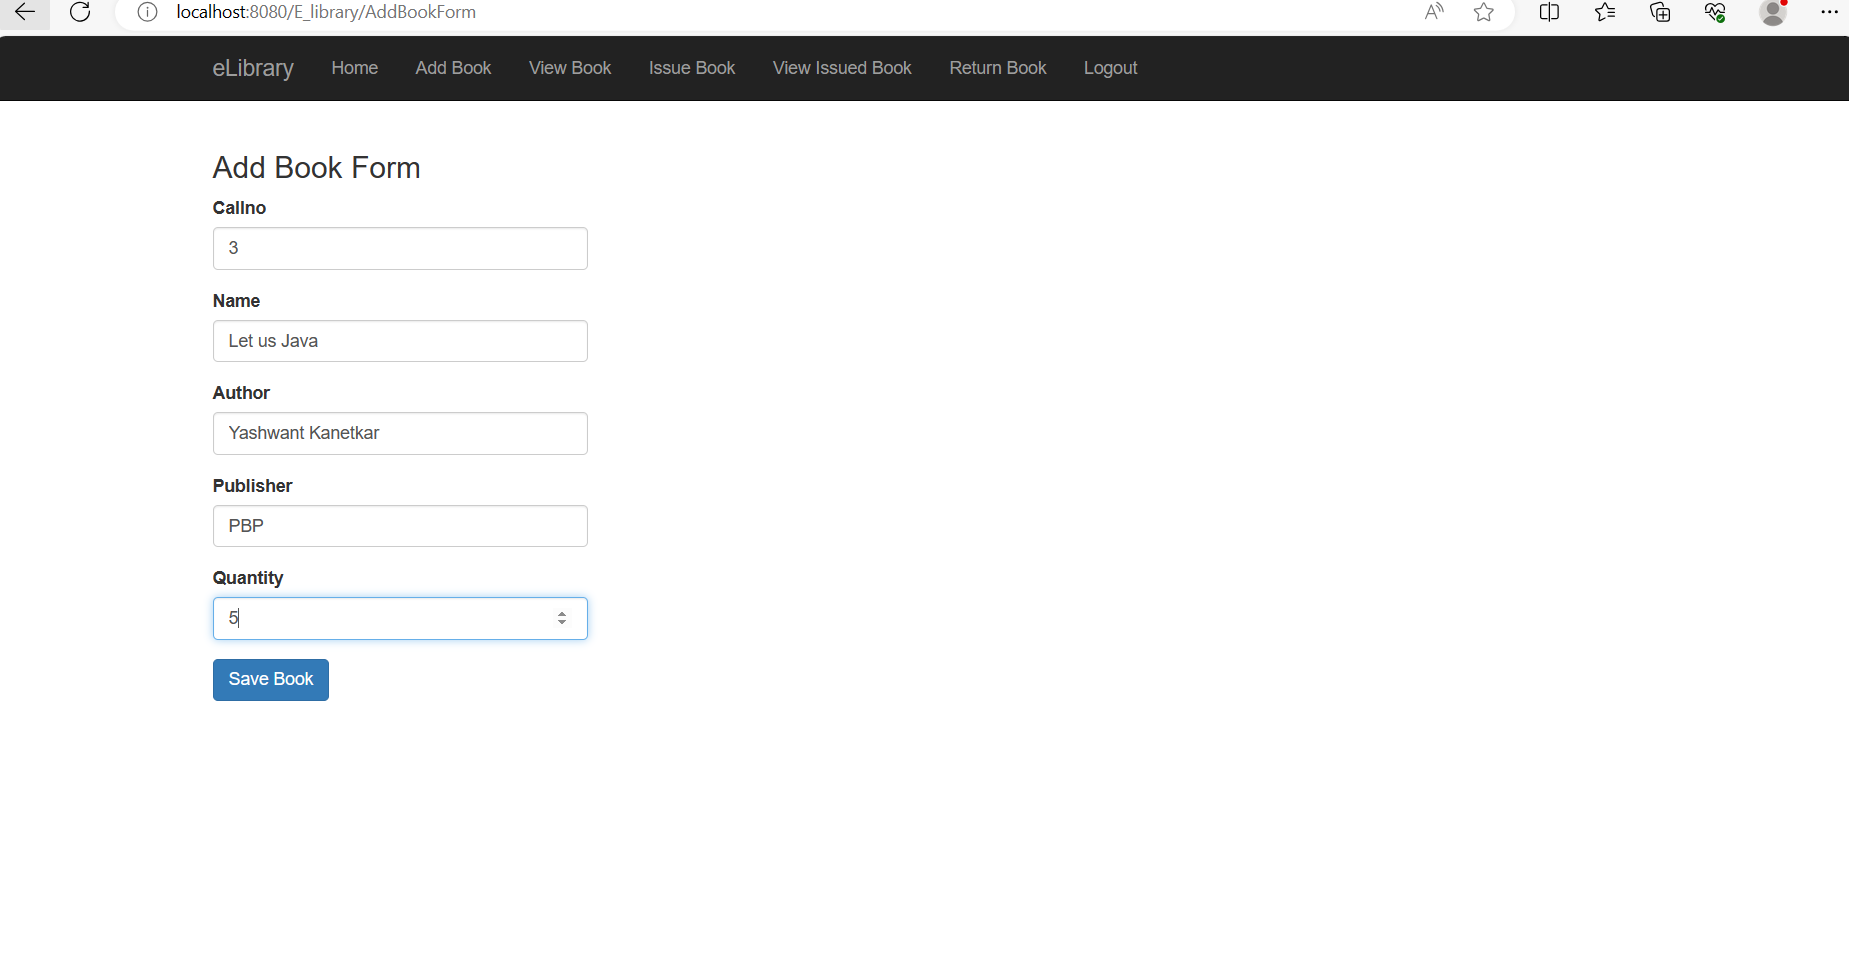 localhost:8080/E_library/AddBookForm
eLibrary Home Add Book View Book Issue Book View Issued Book Return Book Logout
Add Book Form
Callno
3
Name
Let us Java
Author
Yashwant Kanetkar
Publisher
PBP
Quantity
5
Save Book